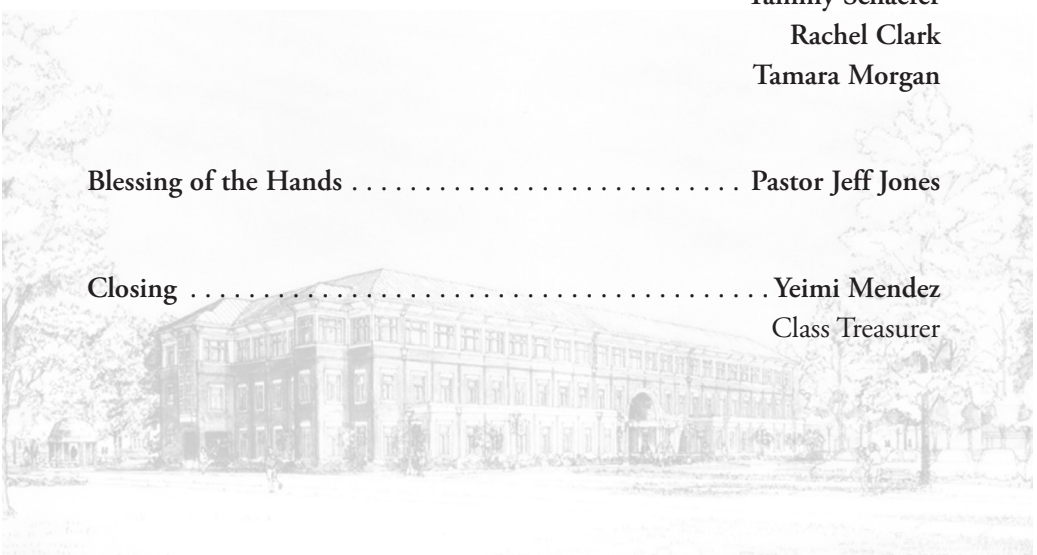 Rachel Clark
Tamara Morgan
Blessing of the Hands . . . . . . . . . . . . . . . . . . . . . . . . . . . Pastor Jeff Jones
Closing . . . . . . . . . . . . . . . . . . . . . . . . . . . . . . . . . . . . . . . . Yeimi Mendez
Class Treasurer